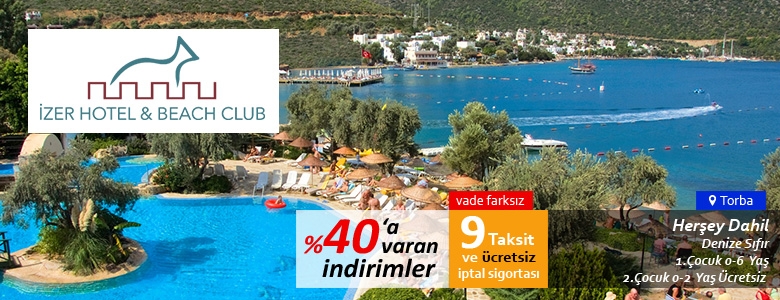 İZER HOTEL & BEACH CLUB
%40'a varan indirimler
vade farksız
9 Taksit
ve ücretsiz
iptal sigortası
Torba
Herşey Dahil
Denize Sıfır
1.Çocuk 0-6 Yaş
2.Çocuk 0-2 Yaş Ücretsiz